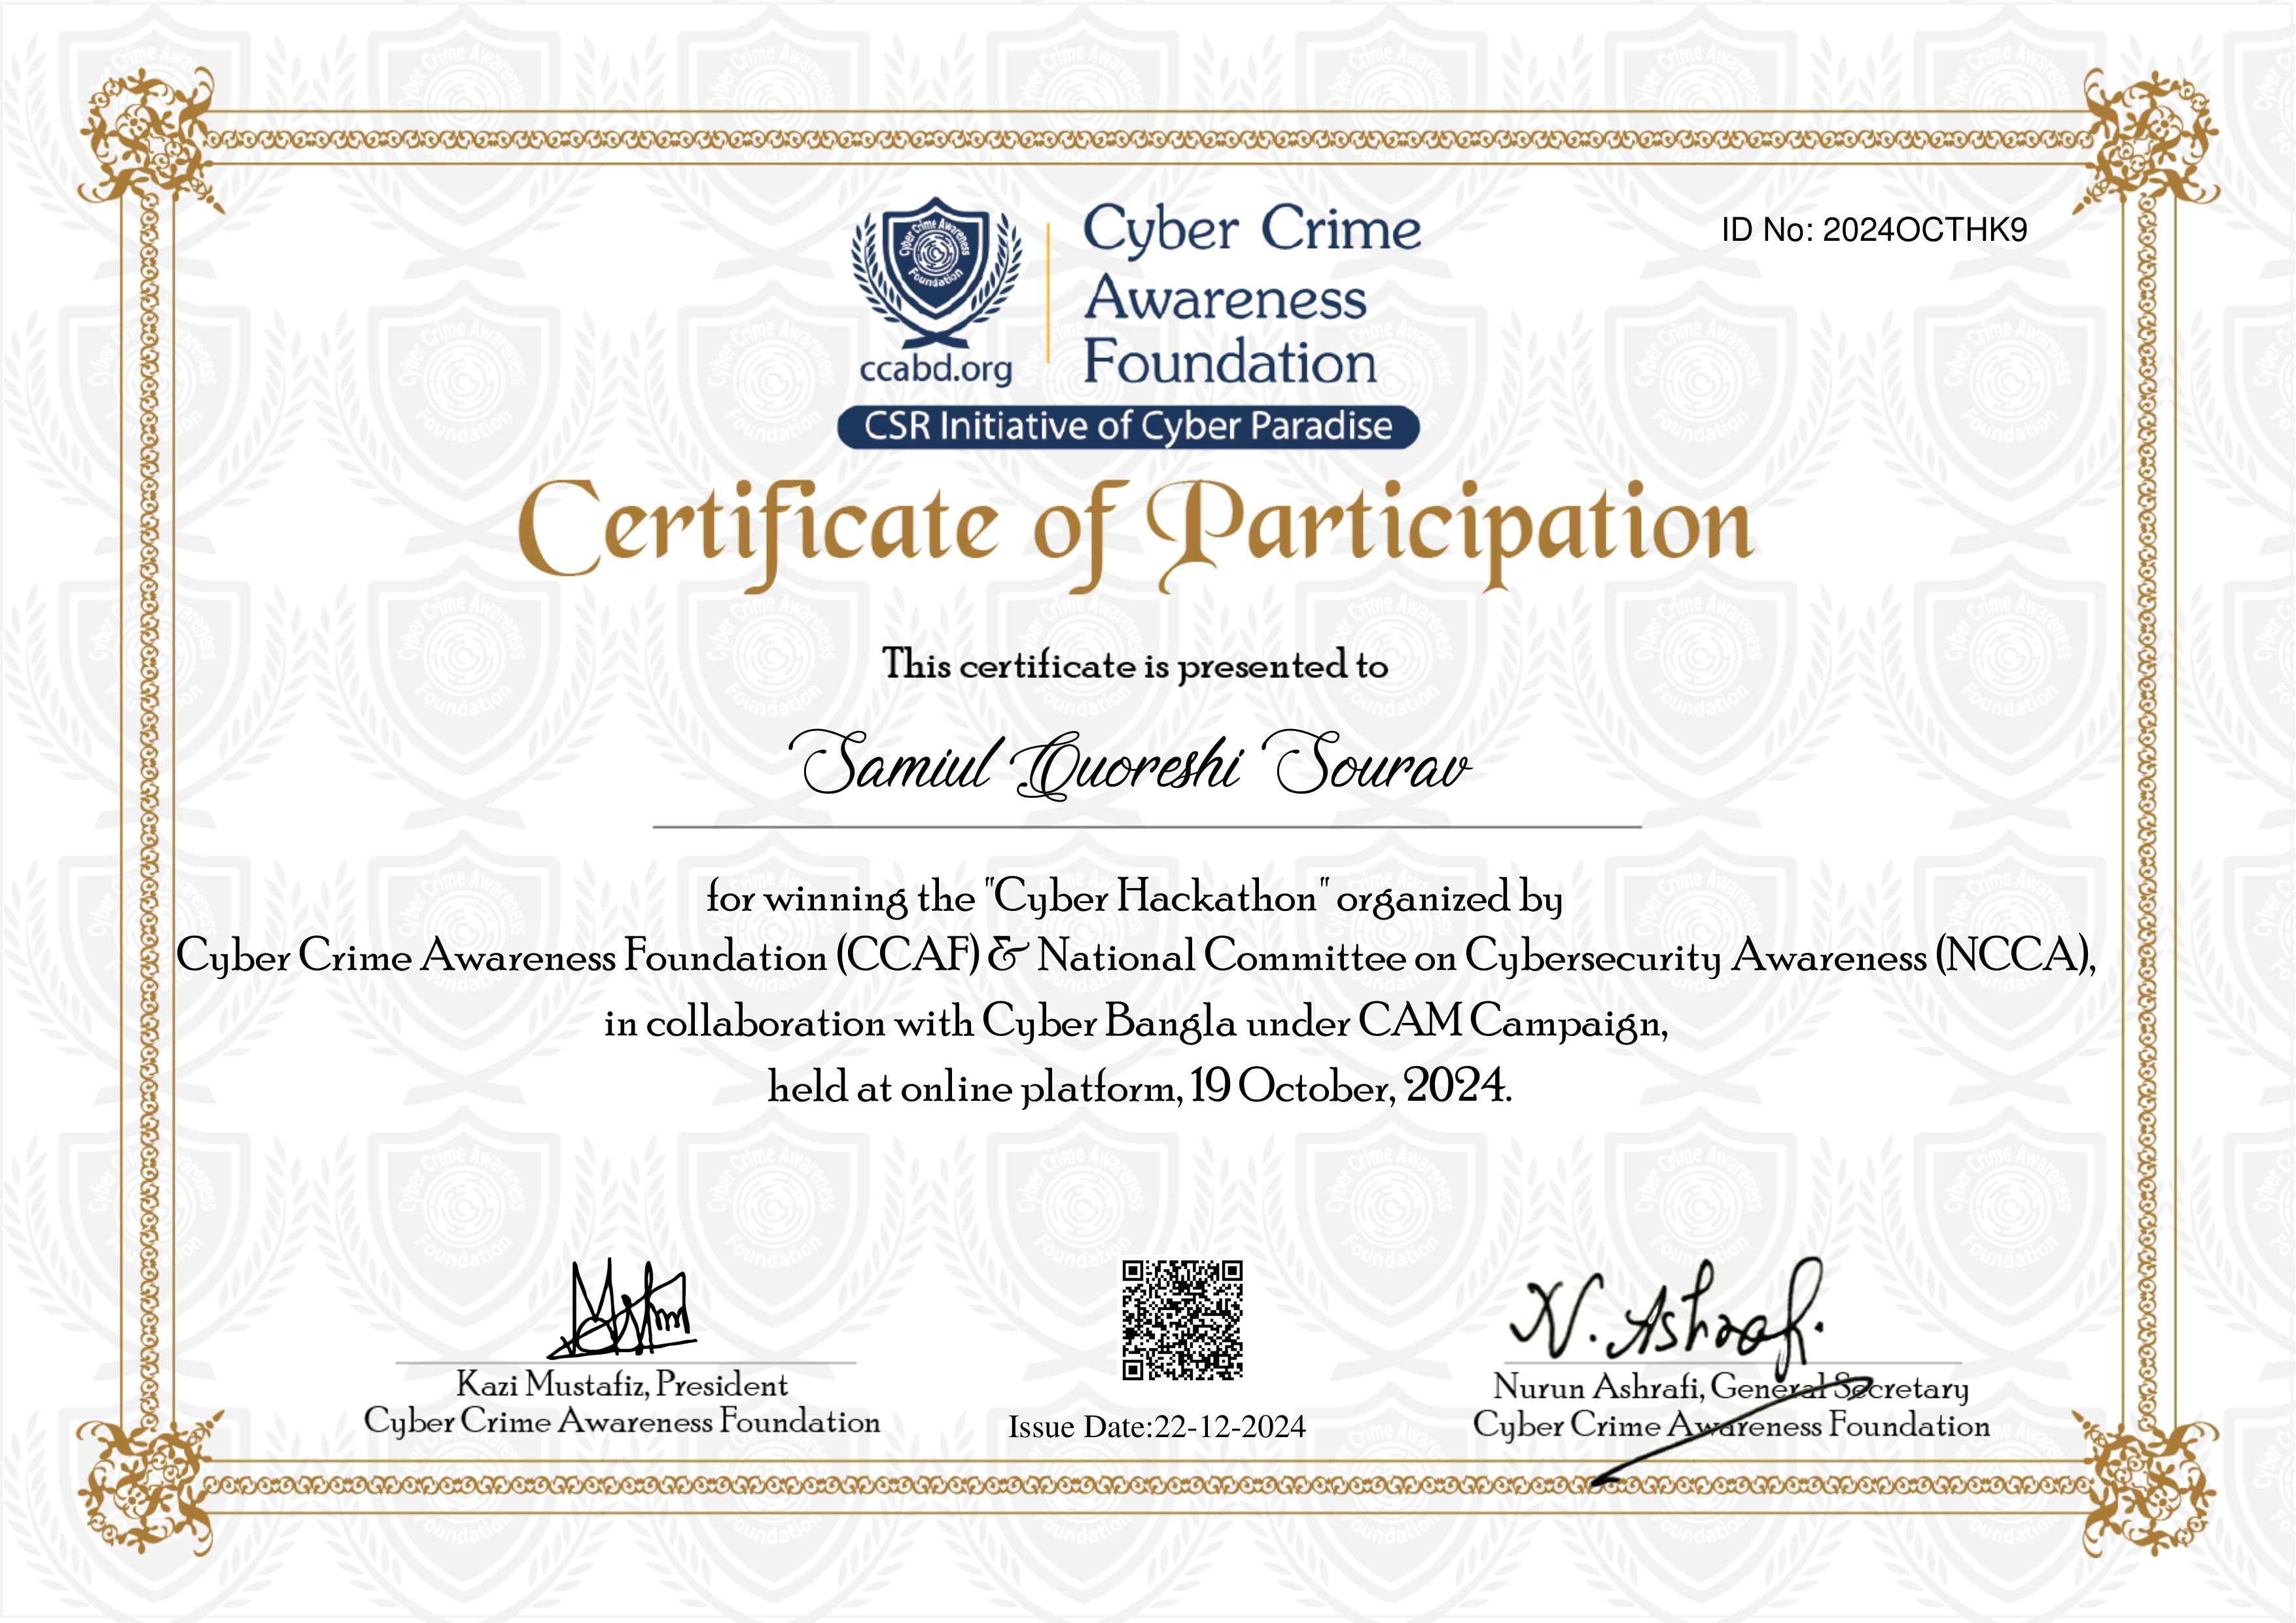 ID No: 2024OCTHK9
Cyber Crime Awareness
Foundation
ccabd.org
Cyber Crime
Awareness
Foundation
CSR Initiative of Cyber Paradise
Certificate of Participation
This certificate is presented to
Samiul Quoreshi Sourav
for winning the "Cyber Hackathon" organized by
Cyber Crime Awareness Foundation (CCAF) & National Committee on Cybersecurity Awareness (NCCA),
in collaboration with Cyber Bangla under CAM Campaign,
held at online platform, 19 October, 2024.
N. Ashrafi.
Kazi Mustafiz, President
Cyber Crime Awareness Foundation
Issue Date:22-12-2024
Nurun Ashrafi, General Secretary
Cyber Crime Awareness Foundation